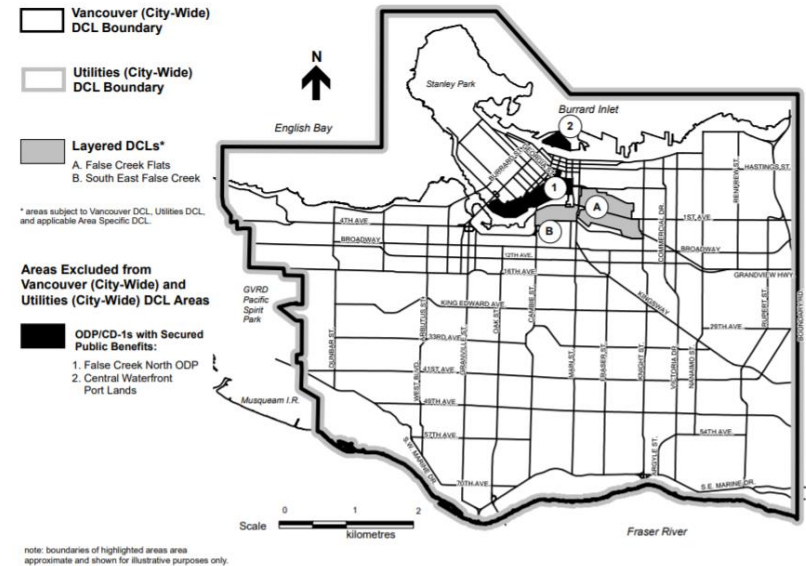 Vancouver (City-Wide)
DCL Boundary
Utilities (City-Wide)
DCL Boundary
Layered DCLs*
A. False Creek Flats
B. South East False Creek
* areas subject to Vancouver DCL, Utilities DCL,
and applicable Area Specific DCL.
Areas Excluded from
Vancouver (City-Wide) and
Utilities (City-Wide) DCL Areas
ODP/CD-1s with Secured
Public Benefits:
1. False Creek North ODP
2. Central Waterfront
Port Lands
note: boundaries of highlighted areas area
approximate and shown for illustrative purposes only.
N
Stanley Park
English Bay
Burrard Inlet
2
BURRARD ST.
GEORGIA
HASTINGS ST.
RENFREW ST.
1
A
B
4TH AVE
1ST AVE
COMMERCIAL DR.
BROADWAY
BROADWAY
12TH AVE.
16TH AVE.
GRANDVIEW HWY
GVRD
Pacific
Spirit
Park
KING EDWARD AVE
KINGSWAY
RUPERT ST.
BOUNDARY RD.
29TH AVE.
DUNBAR ST.
ARBUTUS ST.
GRANVILLE ST.
OAK ST.
CAMBIE ST.
33RD AVE
41ST AVE
MAIN ST.
FRASER ST.
KNIGHT ST.
VICTORIA DR.
NANAIMO ST.
WEST BLVD.
49TH AVE
Musqueam I.R.
57TH AVE
54TH AVE.
S.W. MARINE DR.
ARGYLE ST.
70TH AVE.
S.E. MARINE DR.
Scale
0 1 2
kilometres
Fraser River